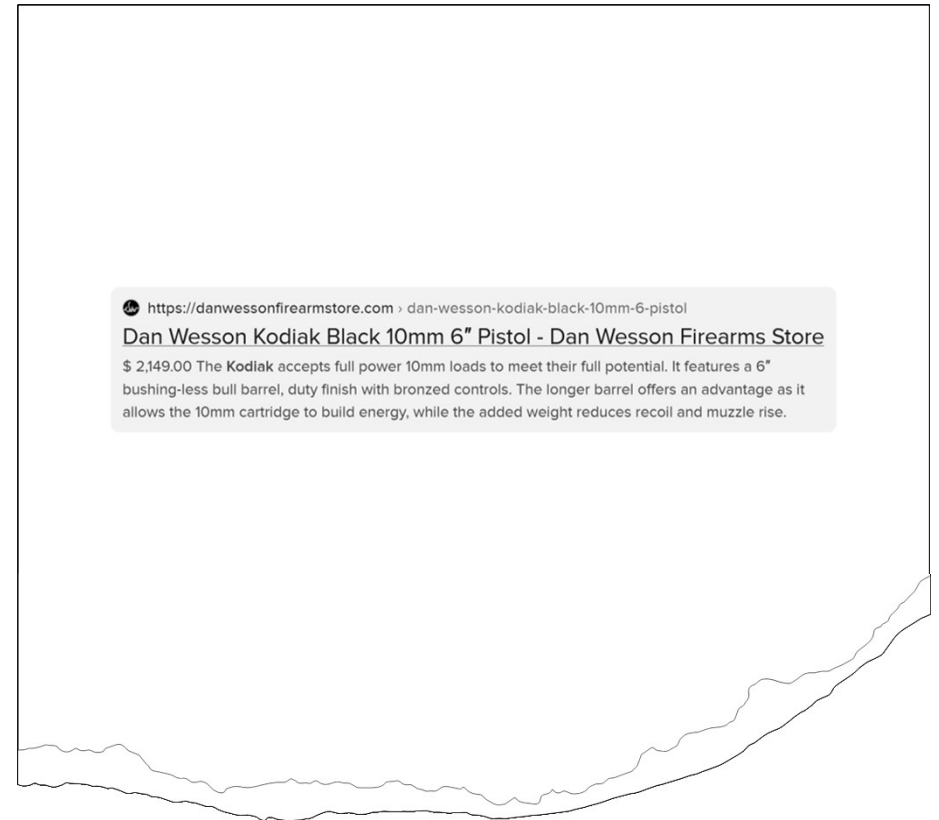 https://danwessonfirearmstore.com › dan-wesson-kodiak-black-10mm-6-pistol
Dan Wesson Kodiak Black 10mm 6″ Pistol - Dan Wesson Firearms Store
$ 2,149.00 The Kodiak accepts full power 10mm loads to meet their full potential. It features a 6″
bushing-less bull barrel, duty finish with bronzed controls. The longer barrel offers an advantage as it
allows the 10mm cartridge to build energy, while the added weight reduces recoil and muzzle rise.